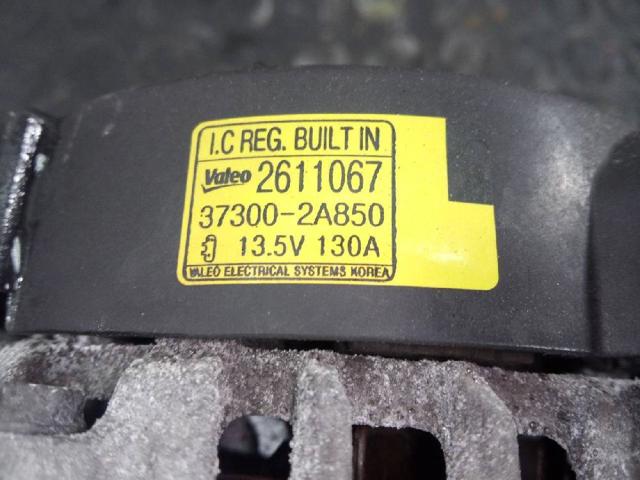 I.C REG. BUILT IN
Valeo 2611067
37300-2A850
13.5V 130A
VALEO ELECTRICAL SYSTEMS KOREA